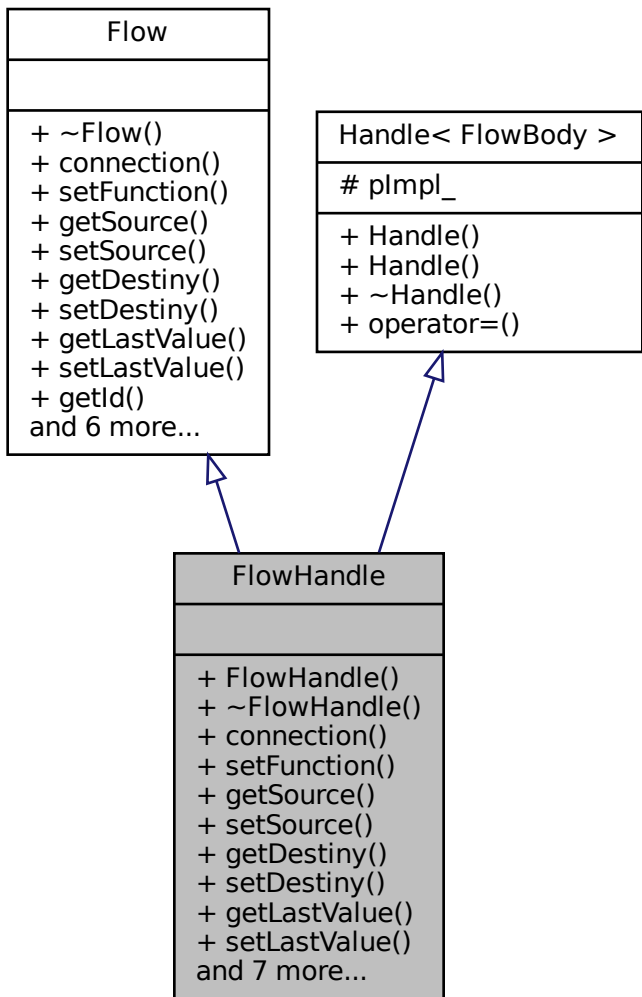 Flow
+ ~Flow()
+ connection()
+ setFunction()
+ getSource()
+ setSource()
+ getDestiny()
+ setDestiny()
+ getLastValue()
+ setLastValue()
+ getId()
and 6 more...
Handle< FlowBody >
# pImpl_
+ Handle()
+ Handle()
+ ~Handle()
+ operator=()
FlowHandle
+ FlowHandle()
+ ~FlowHandle()
+ connection()
+ setFunction()
+ getSource()
+ setSource()
+ getDestiny()
+ setDestiny()
+ getLastValue()
+ setLastValue()
and 7 more...